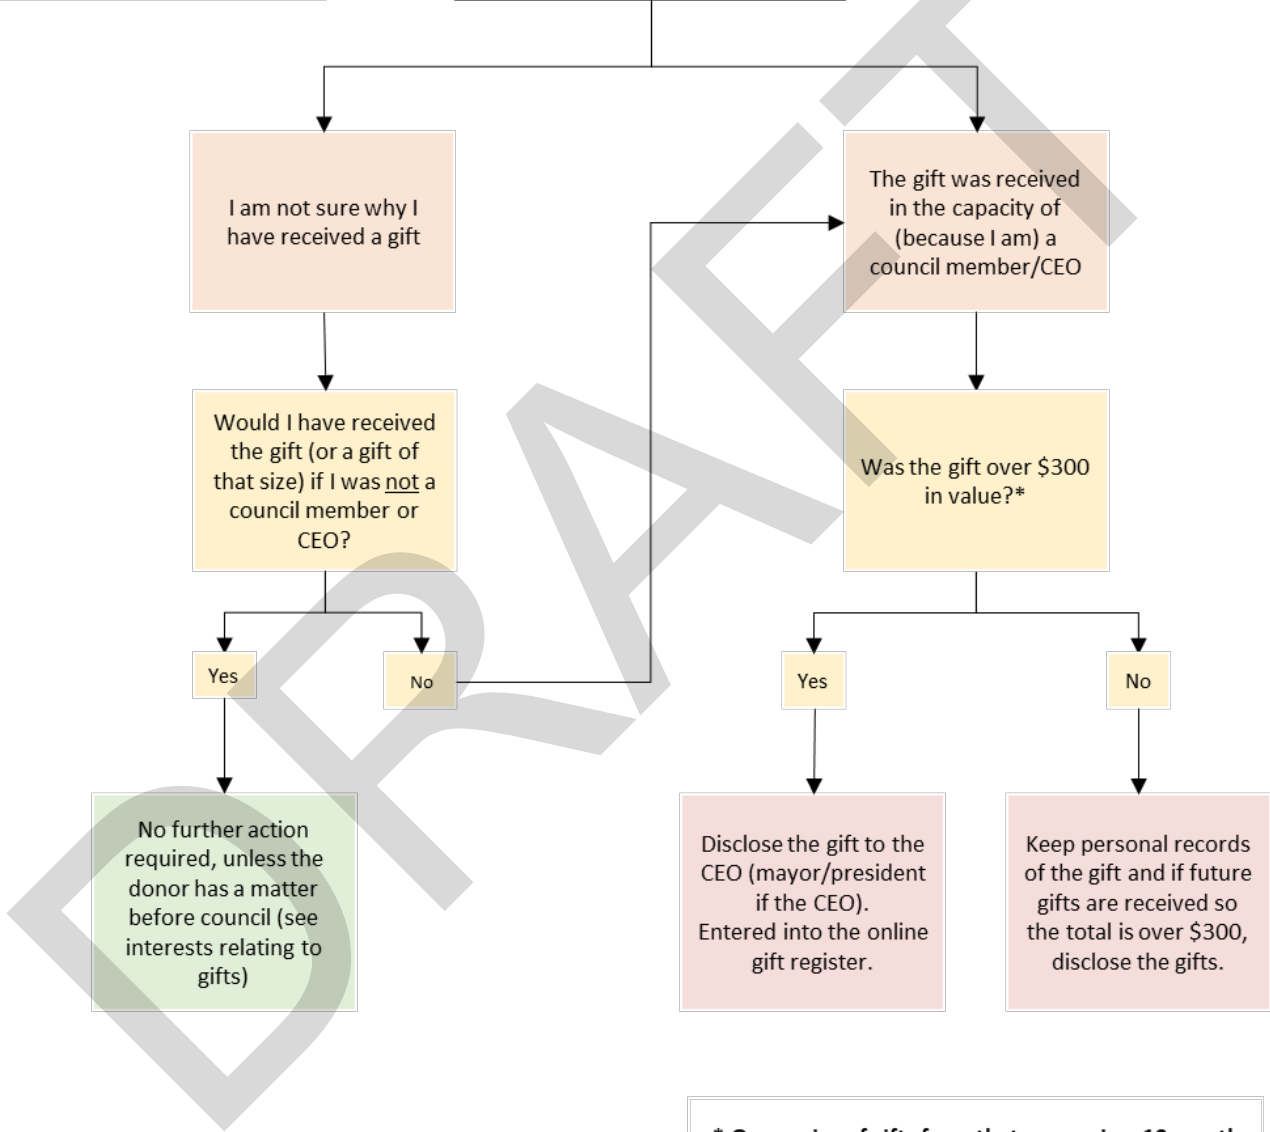 I am not sure why I
have received a gift
The gift was received
in the capacity of
(because I am) a
council member/CEO
Would I have received
the gift (or a gift of
that size) if I was not a
council member or
CEO?
Was the gift over $300
in value?*
Yes
No
Yes
No
No further action
required, unless the
donor has a matter
before council (see
interests relating to
gifts)
Disclose the gift to the
CEO (mayor/president
if the CEO).
Entered into the online
gift register.
Keep personal records
of the gift and if future
gifts are received so
the total is over $300,
disclose the gifts.
DRAFT